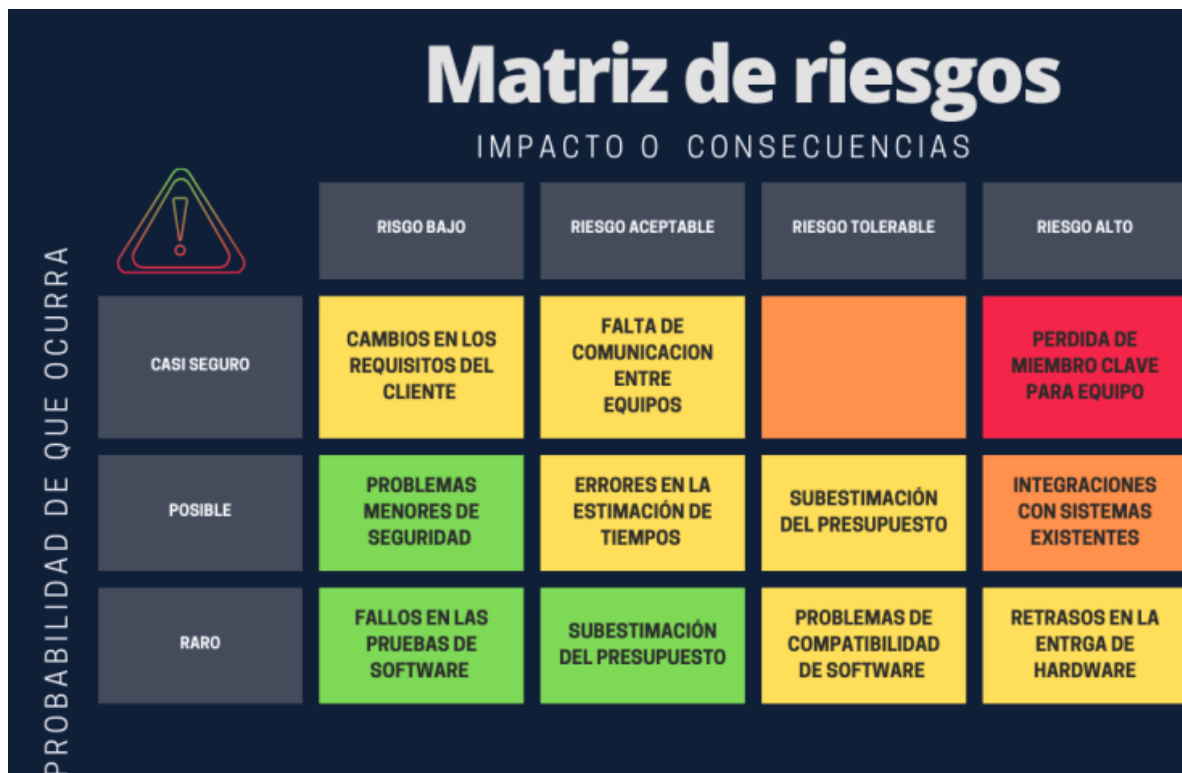 Matriz de riesgos
IMPACTO O CONSECUENCIAS
PROBABILIDAD DE QUE OCURRA
RISGO BAJO
RIESGO ACEPTABLE
RIESGO TOLERABLE
RIESGO ALTO
CASI SEGURO
CAMBIOS EN LOS
REQUISITOS DEL
CLIENTE
FALTA DE
COMUNICACION
ENTRE
EQUIPOS
PERDIDA DE
MIEMBRO CLAVE
PARA EQUIPO
POSIBLE
PROBLEMAS
MENORES DE
SEGURIDAD
ERRORES EN LA
ESTIMACIÓN DE
TIEMPOS
SUBESTIMACIÓN
DEL PRESUPUESTO
INTEGRACIONES
CON SISTEMAS
EXISTENTES
RARO
FALLOS EN LAS
PRUEBAS DE
SOFTWARE
SUBESTIMACIÓN
DEL PRESUPUESTO
PROBLEMAS DE
COMPATIBILIDAD
DE SOFTWARE
RETRASOS EN LA
ENTRGA DE
HARDWARE